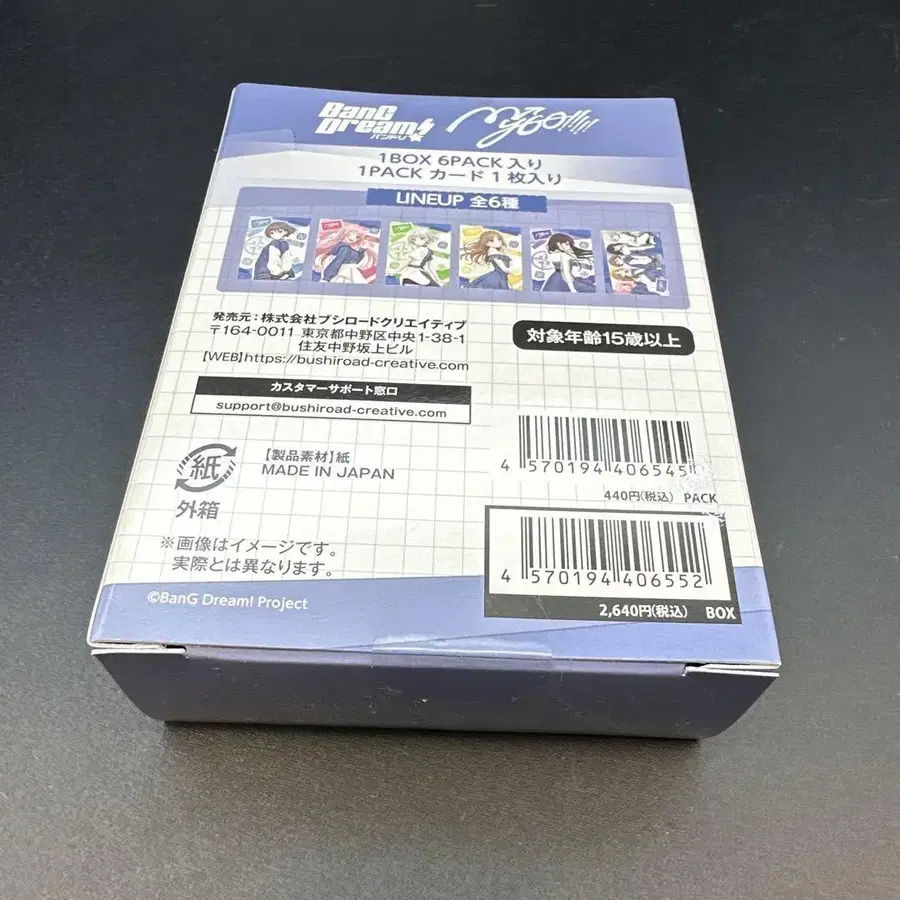 BanG Dream!
バンドリ!
MyGO!!!!!
1BOX 6PACK 入り
1PACK カード 1 枚入り
LINEUP 全6種
発売元:株式会社ブシロードクリエイティブ
〒164-0011 東京都中野区中央1-38-1
住友中野坂上ビル
【WEB】https://bushiroad-creative.com
対象年齢15歳以上
カスタマーサポート窓口
support@bushiroad-creative.com
紙
外箱
【製品素材】紙
MADE IN JAPAN
4 570194 406545
440円(税込) PACK
4 570194 406552
2,640円(税込) BOX
※画像はイメージです。
実際とは異なります。
©BanG Dream! Project